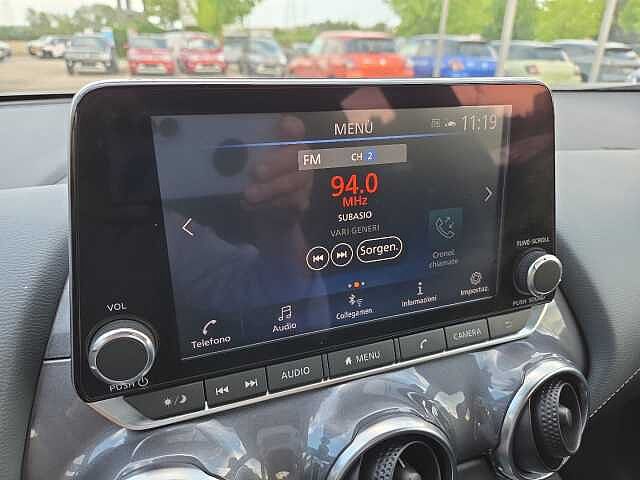 MENÙ 11:19
FM CH 2
94.0
MHz
SUBASIO
VARI GENERI
Sorgen.
Cronol.
chiamate
Telefono Audio Collegamen. Informazioni Impostaz.
VOL
PUSH
TUNE·SCROLL
PUSH SOUND
AUDIO MENU CAMERA